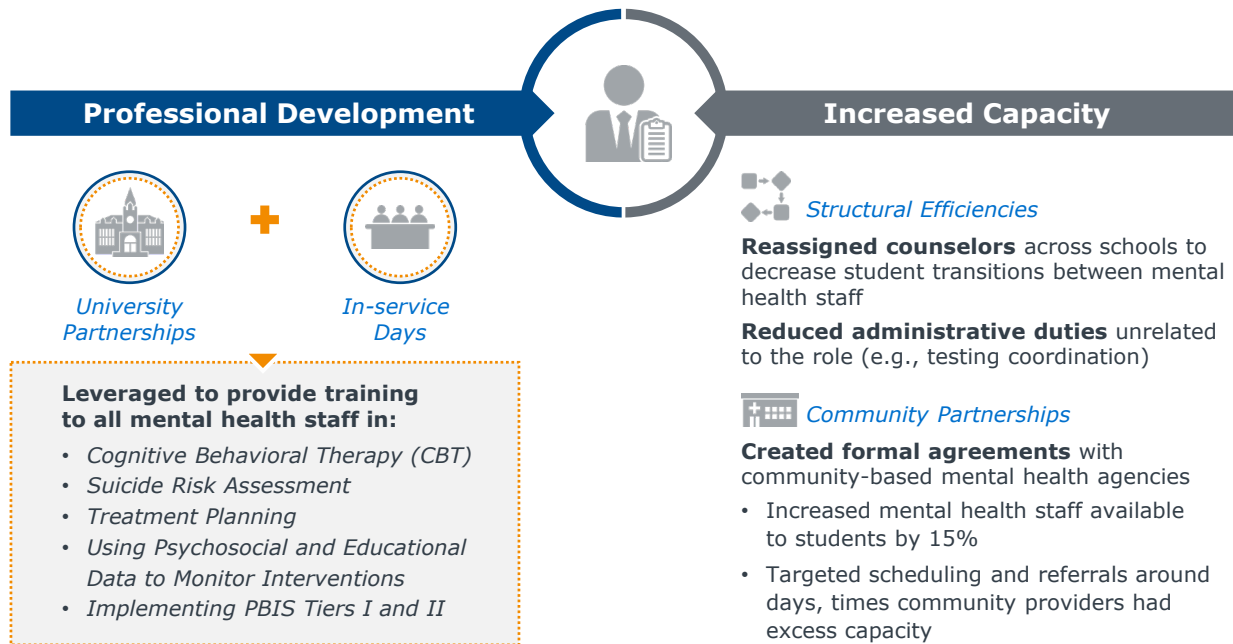 Professional Development
University
Partnerships
In-service
Days
Leveraged to provide training
to all mental health staff in:
• Cognitive Behavioral Therapy (CBT)
• Suicide Risk Assessment
• Treatment Planning
• Using Psychosocial and Educational
Data to Monitor Interventions
• Implementing PBIS Tiers I and II
Increased Capacity
Structural Efficiencies
Reassigned counselors across schools to
decrease student transitions between mental
health staff
Reduced administrative duties unrelated
to the role (e.g., testing coordination)
Community Partnerships
Created formal agreements with
community-based mental health agencies
• Increased mental health staff available
to students by 15%
• Targeted scheduling and referrals around
days, times community providers had
excess capacity